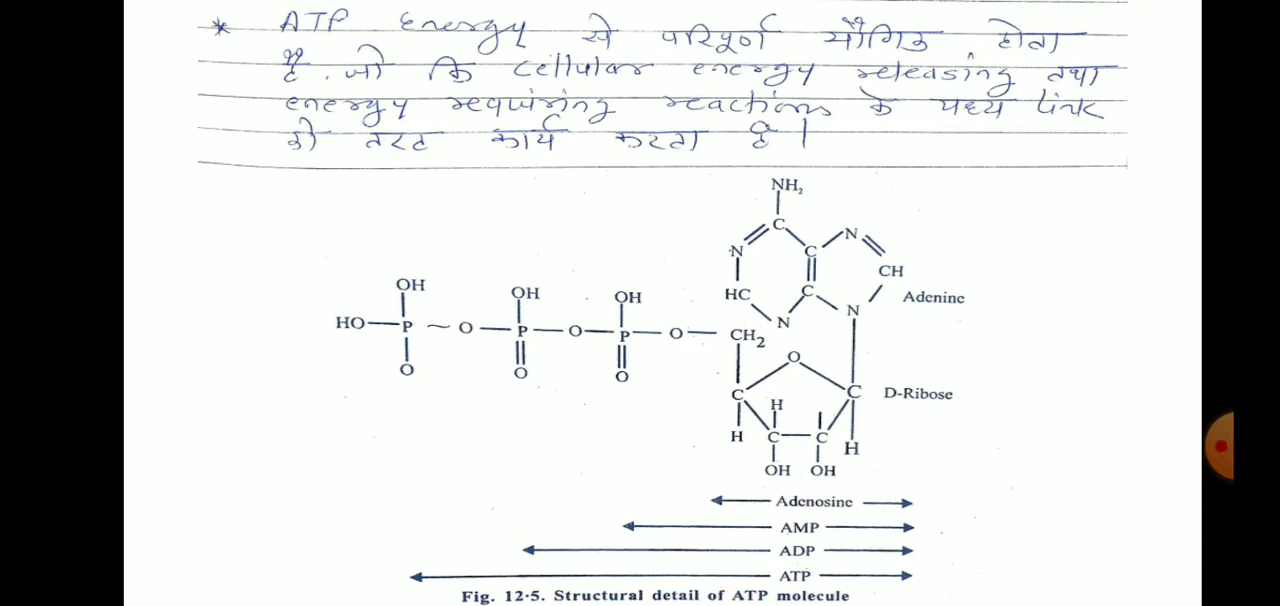 * ATP Energy से परिपूर्ण यौगिक होता
है . जो कि cellular energy releasing तथा
energy requiring reactions के मध्य लिंक
की तरह कार्य करता है |
NH₂
C
N C N
CH
HC C N Adenine
N
OH OH OH
HO—P ~ O—P—O—P—O—CH₂
O O O
O
C C D-Ribose
H
H C—C H
OH OH
Adenosine
AMP
ADP
ATP
Fig. 12·5. Structural detail of ATP molecule